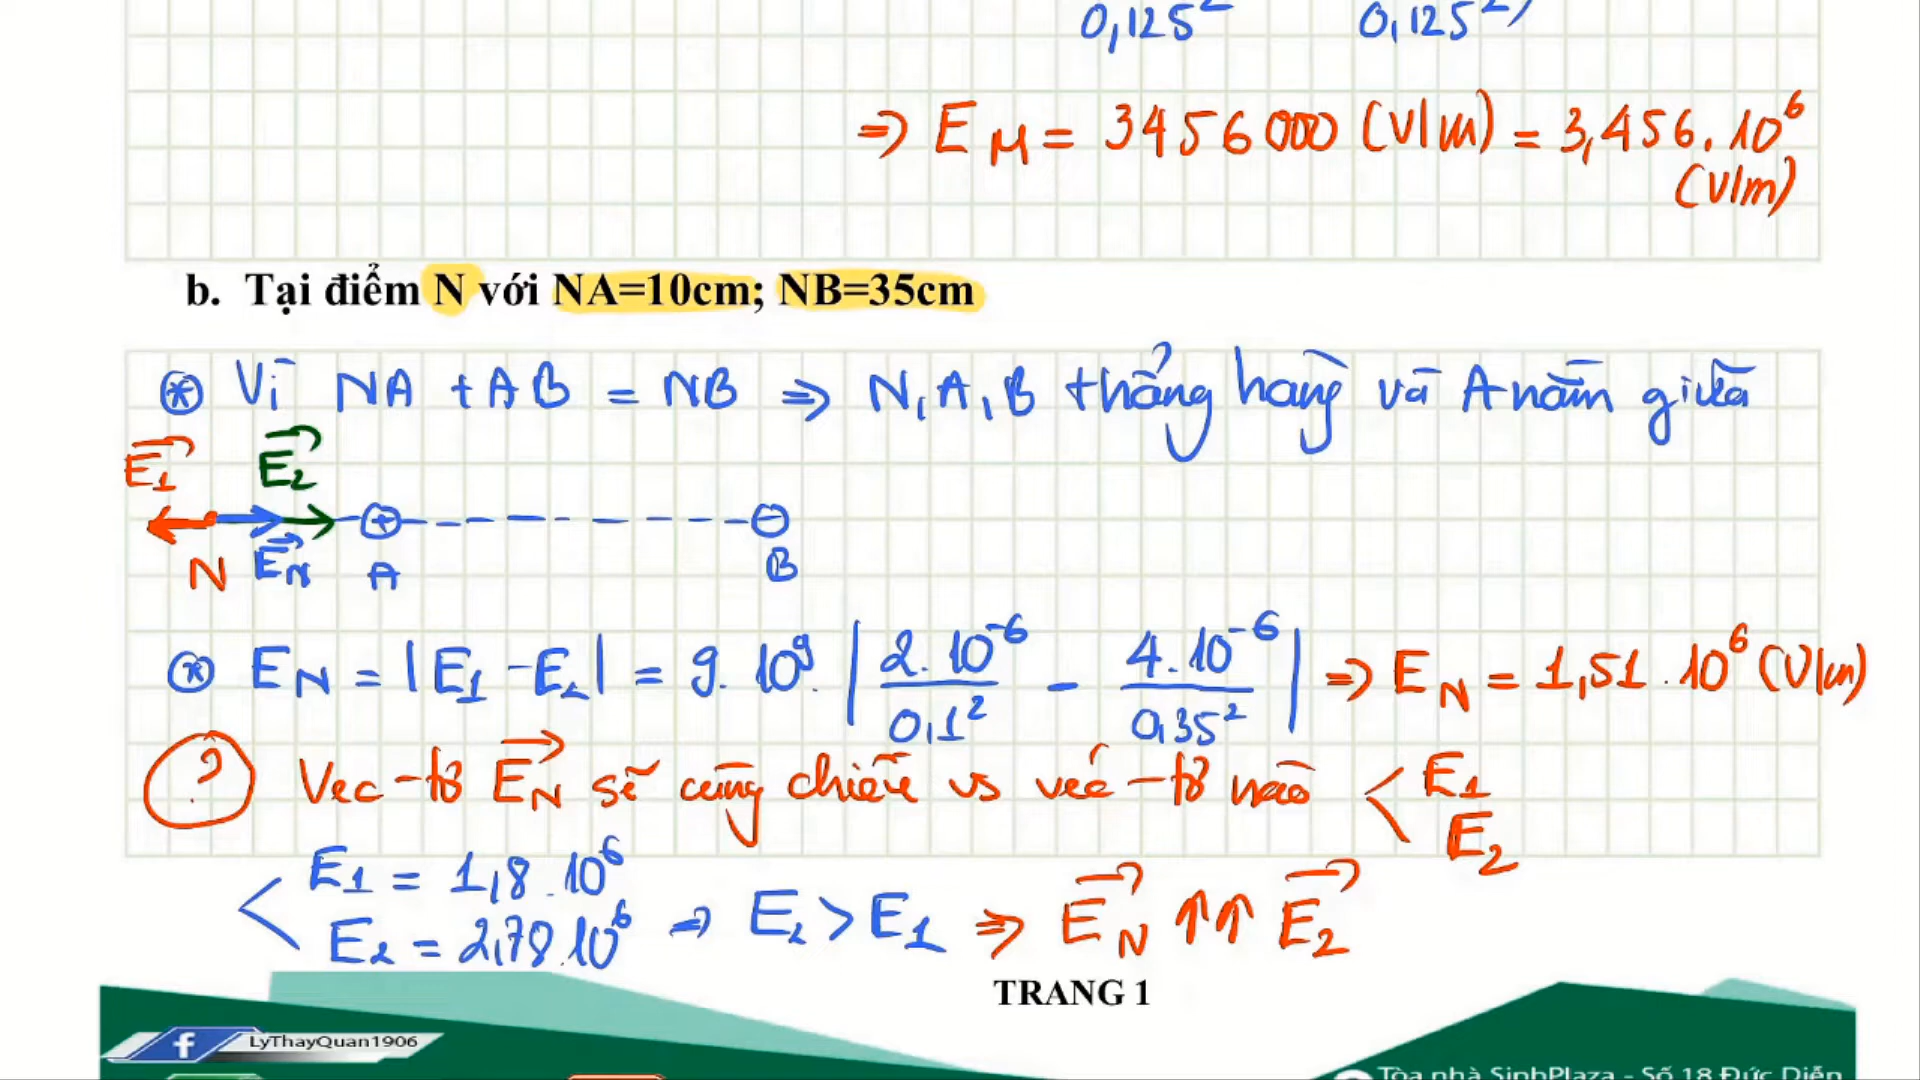 0,125² 0,125²)
⇒ E_M = 3456000 (V/m) = 3,456.10⁶
(V/m)
b. Tại điểm N với NA=10cm; NB=35cm
⊛ Vì NA + AB = NB ⇒ N, A, B thẳng hàng và A nằm giữa
E₁ E₂
N E_N A B
⊛ E_N = |E₁ - E₂| = 9.10⁹. | 2.10⁻⁶ / 0,1² - 4.10⁻⁶ / 0,35² | ⇒ E_N = 1,51.10⁶ (V/m)
? Vec-tơ E_N sẽ cùng chiều vs véc-tơ nào < E₁
E₂
< E₁ = 1,8.10⁶
E₂ = 2,78.10⁶ ⇒ E₂ > E₁ ⇒ E_N ↑↑ E₂
TRANG 1
f LyThayQuan1906
Tòa nhà SinhPlaza - Số 18 Đức Diễn